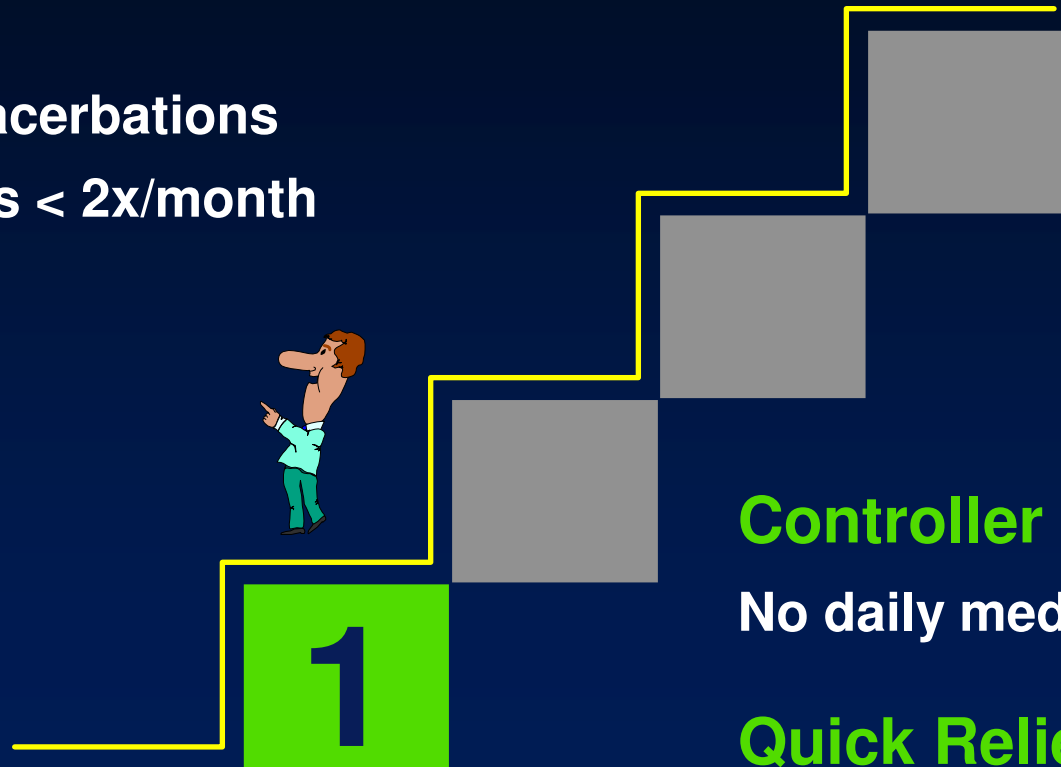 acerbations
s < 2x/month
Controller
No daily med
1
Quick Relie